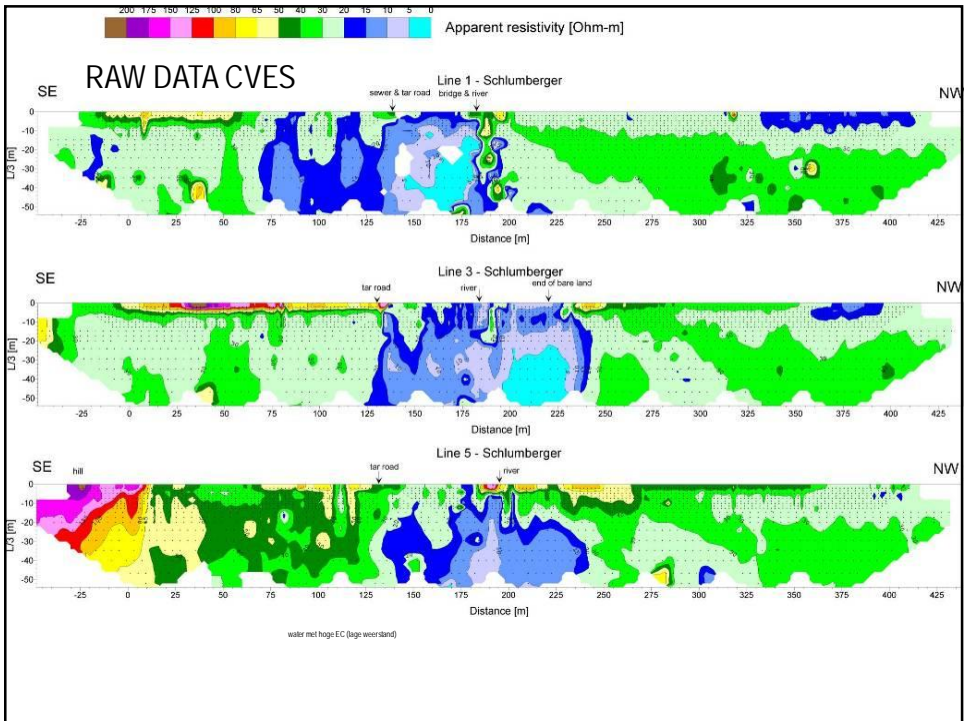 200 175 150 100 80 65 50 40 30 20 15 10 5 0
Apparent resistivity [Ohm-m]
RAW DATA CVES
Line 1 - Schlumberger
SE
sewer & tar road
bridge & river
NW
0
-10
-20
-30
-40
-50
L/3 [m]
-25 0 25 50 75 100 125 150 175 200 225 250 275 300 325 350 375 400 425
Distance [m]
Line 3 - Schlumberger
SE
tar road
river
end of bare land
NW
0
-10
-20
-30
-40
-50
L/3 [m]
-25 0 25 50 75 100 125 150 175 200 225 250 275 300 325 350 375 400 425
Distance [m]
Line 5 - Schlumberger
SE
hill
tar road
river
NW
0
-10
-20
-30
-40
-50
L/3 [m]
-25 0 25 50 75 100 125 150 175 200 225 250 275 300 325 350 375 400 425
Distance [m]
water met hoge EC (lage weerstand)